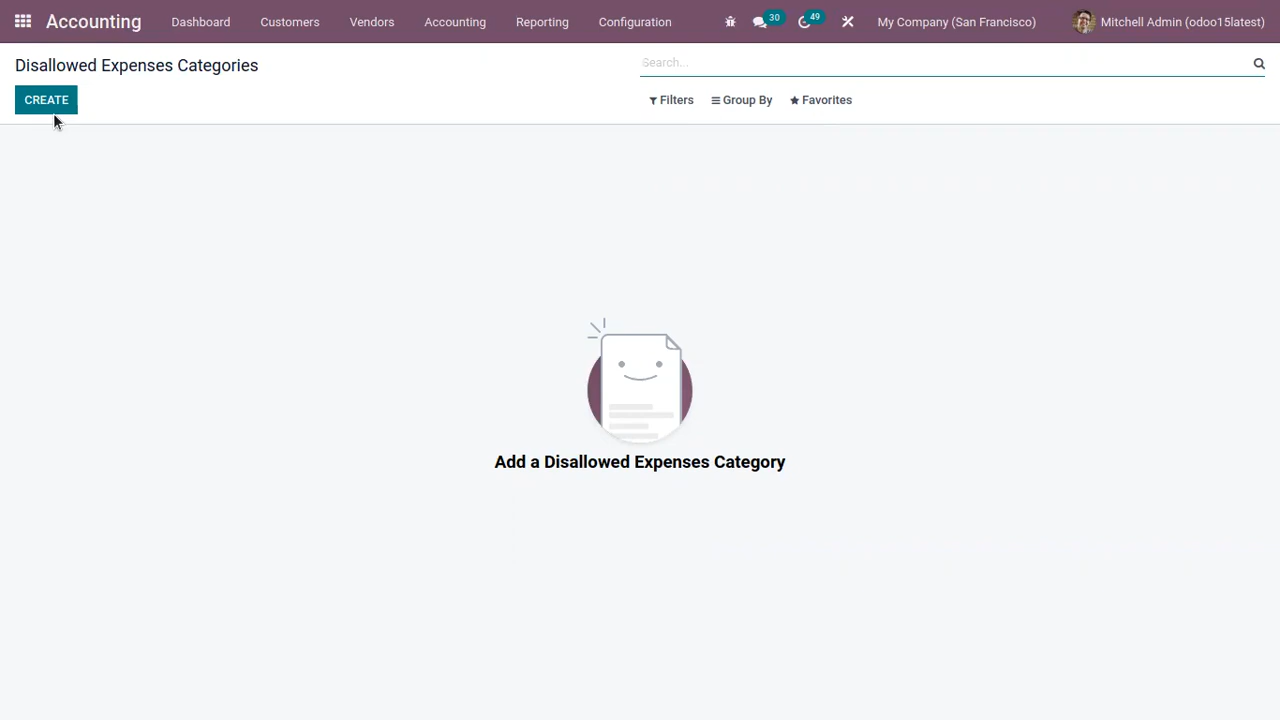 Accounting Dashboard Customers Vendors Accounting Reporting Configuration 30 49 My Company (San Francisco) Mitchell Admin (odoo15latest)
Disallowed Expenses Categories
Search...
CREATE
Filters Group By Favorites
Add a Disallowed Expenses Category